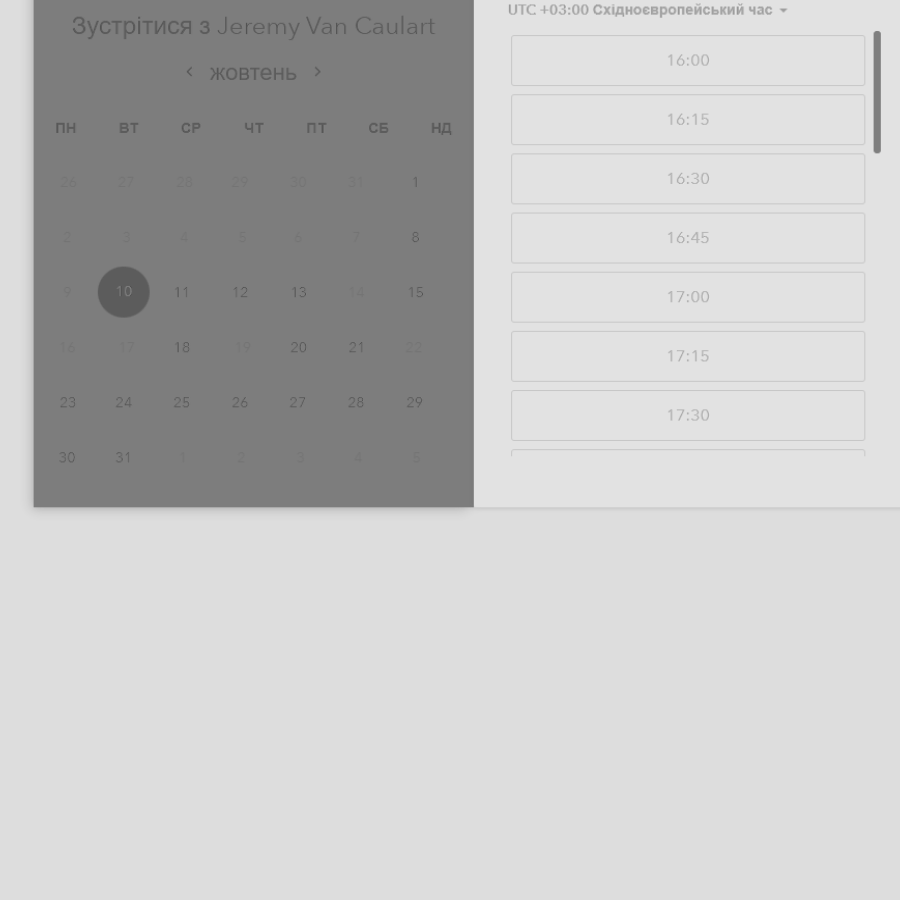 Зустрітися з Jeremy Van Caulart
жовтень
ПН ВТ СР ЧТ ПТ СБ НД
26 27 28 29 30 31 1
2 3 4 5 6 7 8
9 10 11 12 13 14 15
16 17 18 19 20 21 22
23 24 25 26 27 28 29
30 31 1 2 3 4 5
UTC +03:00 Східноєвропейський час
16:00
16:15
16:30
16:45
17:00
17:15
17:30